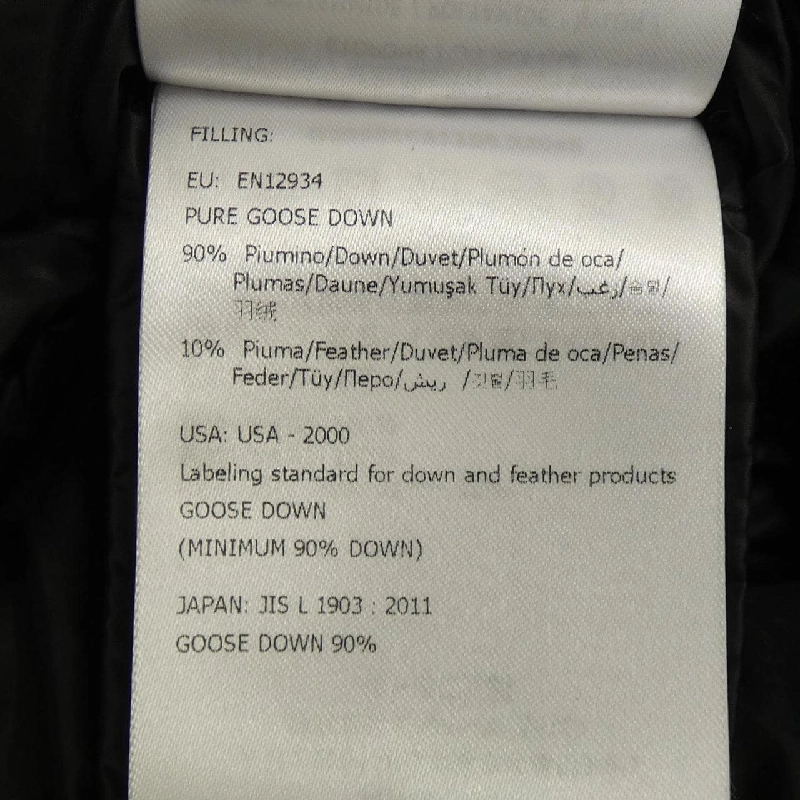 FILLING:
EU: EN12934
PURE GOOSE DOWN
90% Piumino/Down/Duvet/Plumón de oca/
Plumas/Daune/Yumuşak Tüy/Пух/زغب/솜털/
羽绒
10% Piuma/Feather/Duvet/Pluma de oca/Penas/
Feder/Tüy/Перо/ريش /깃털/羽毛
USA: USA - 2000
Labeling standard for down and feather products
GOOSE DOWN
(MINIMUM 90% DOWN)
JAPAN: JIS L 1903 : 2011
GOOSE DOWN 90%